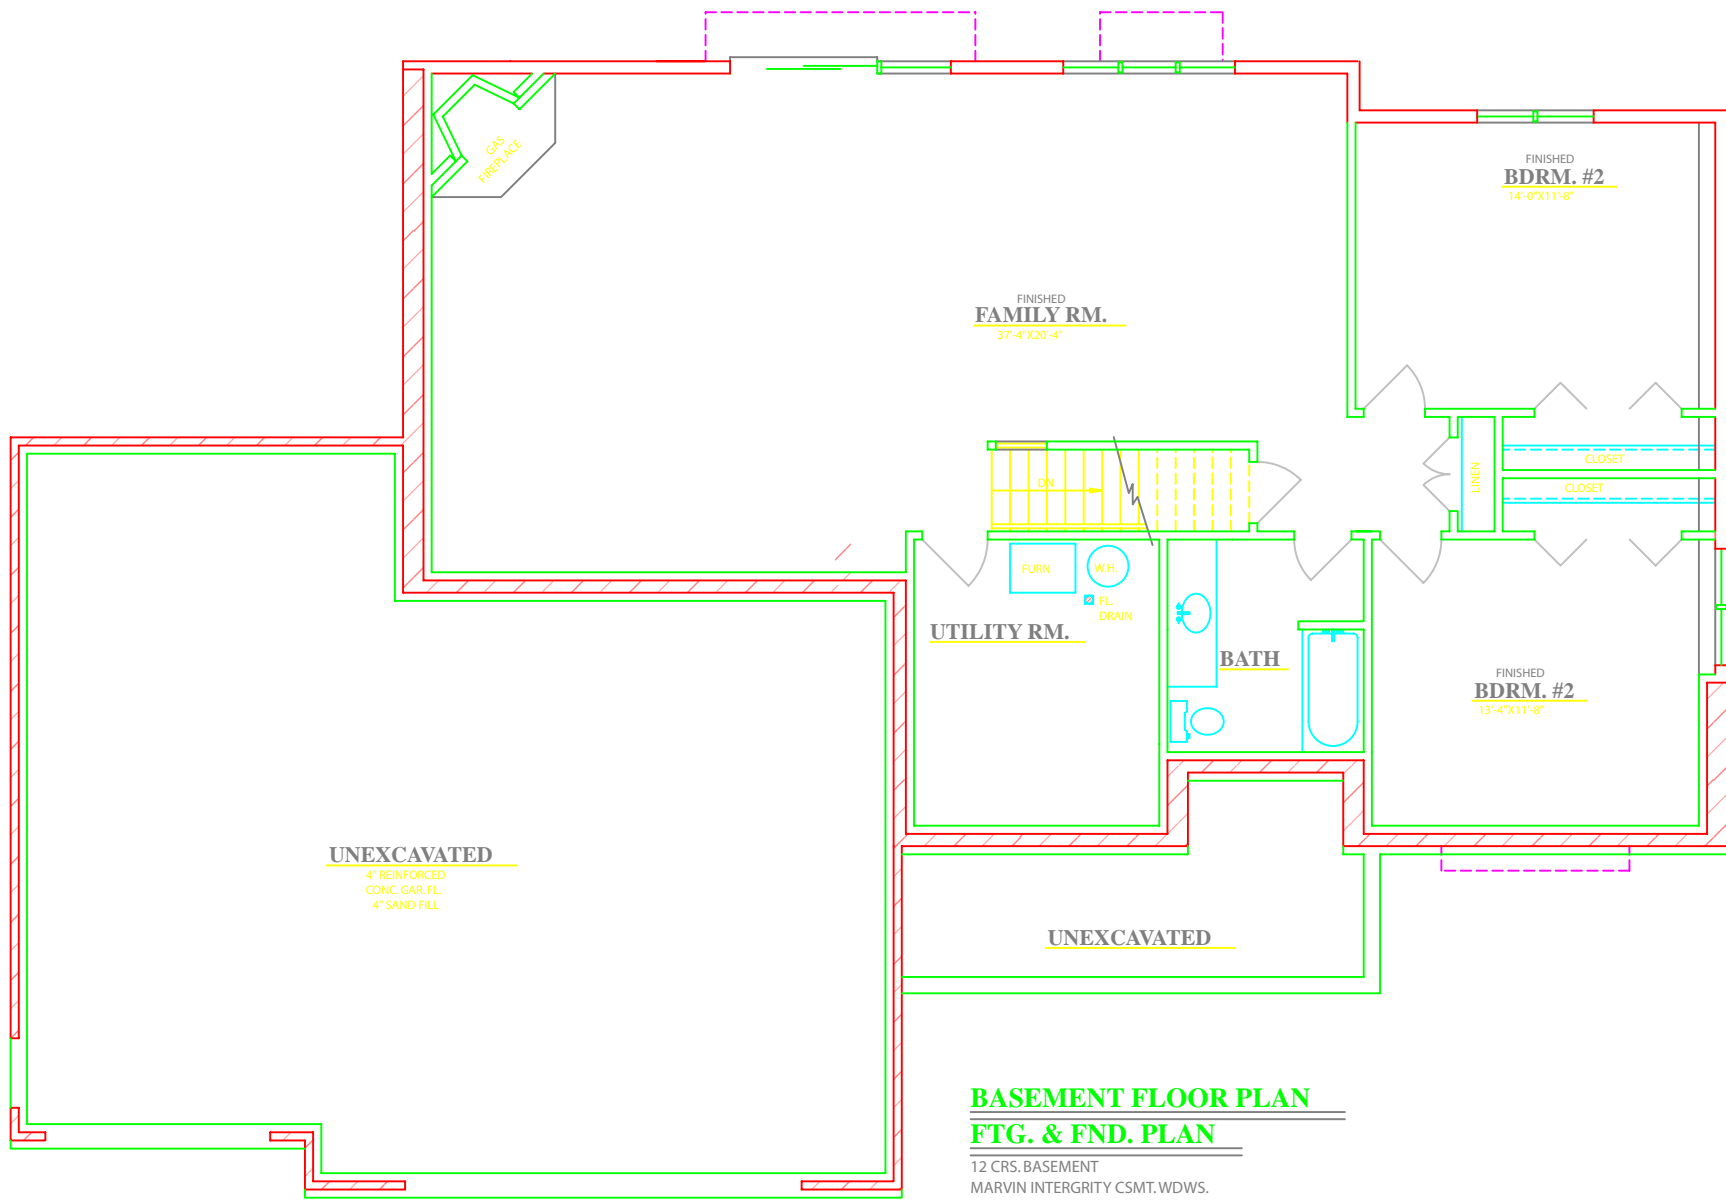 GAS
FIREPLACE
FINISHED
BDRM. #2
14'-0"X11'-8"
FINISHED
FAMILY RM.
37'-4"X20'-4"
DN
LINEN
CLOSET
CLOSET
FURN
W.H.
FL.
DRAIN
UTILITY RM.
BATH
FINISHED
BDRM. #2
13'-4"X11'-8"
UNEXCAVATED
4" REINFORCED
CONC. GAR. FL.
4" SAND FILL
UNEXCAVATED
BASEMENT FLOOR PLAN
FTG. & FND. PLAN
12 CRS. BASEMENT
MARVIN INTERGRITY CSMT. WDWS.